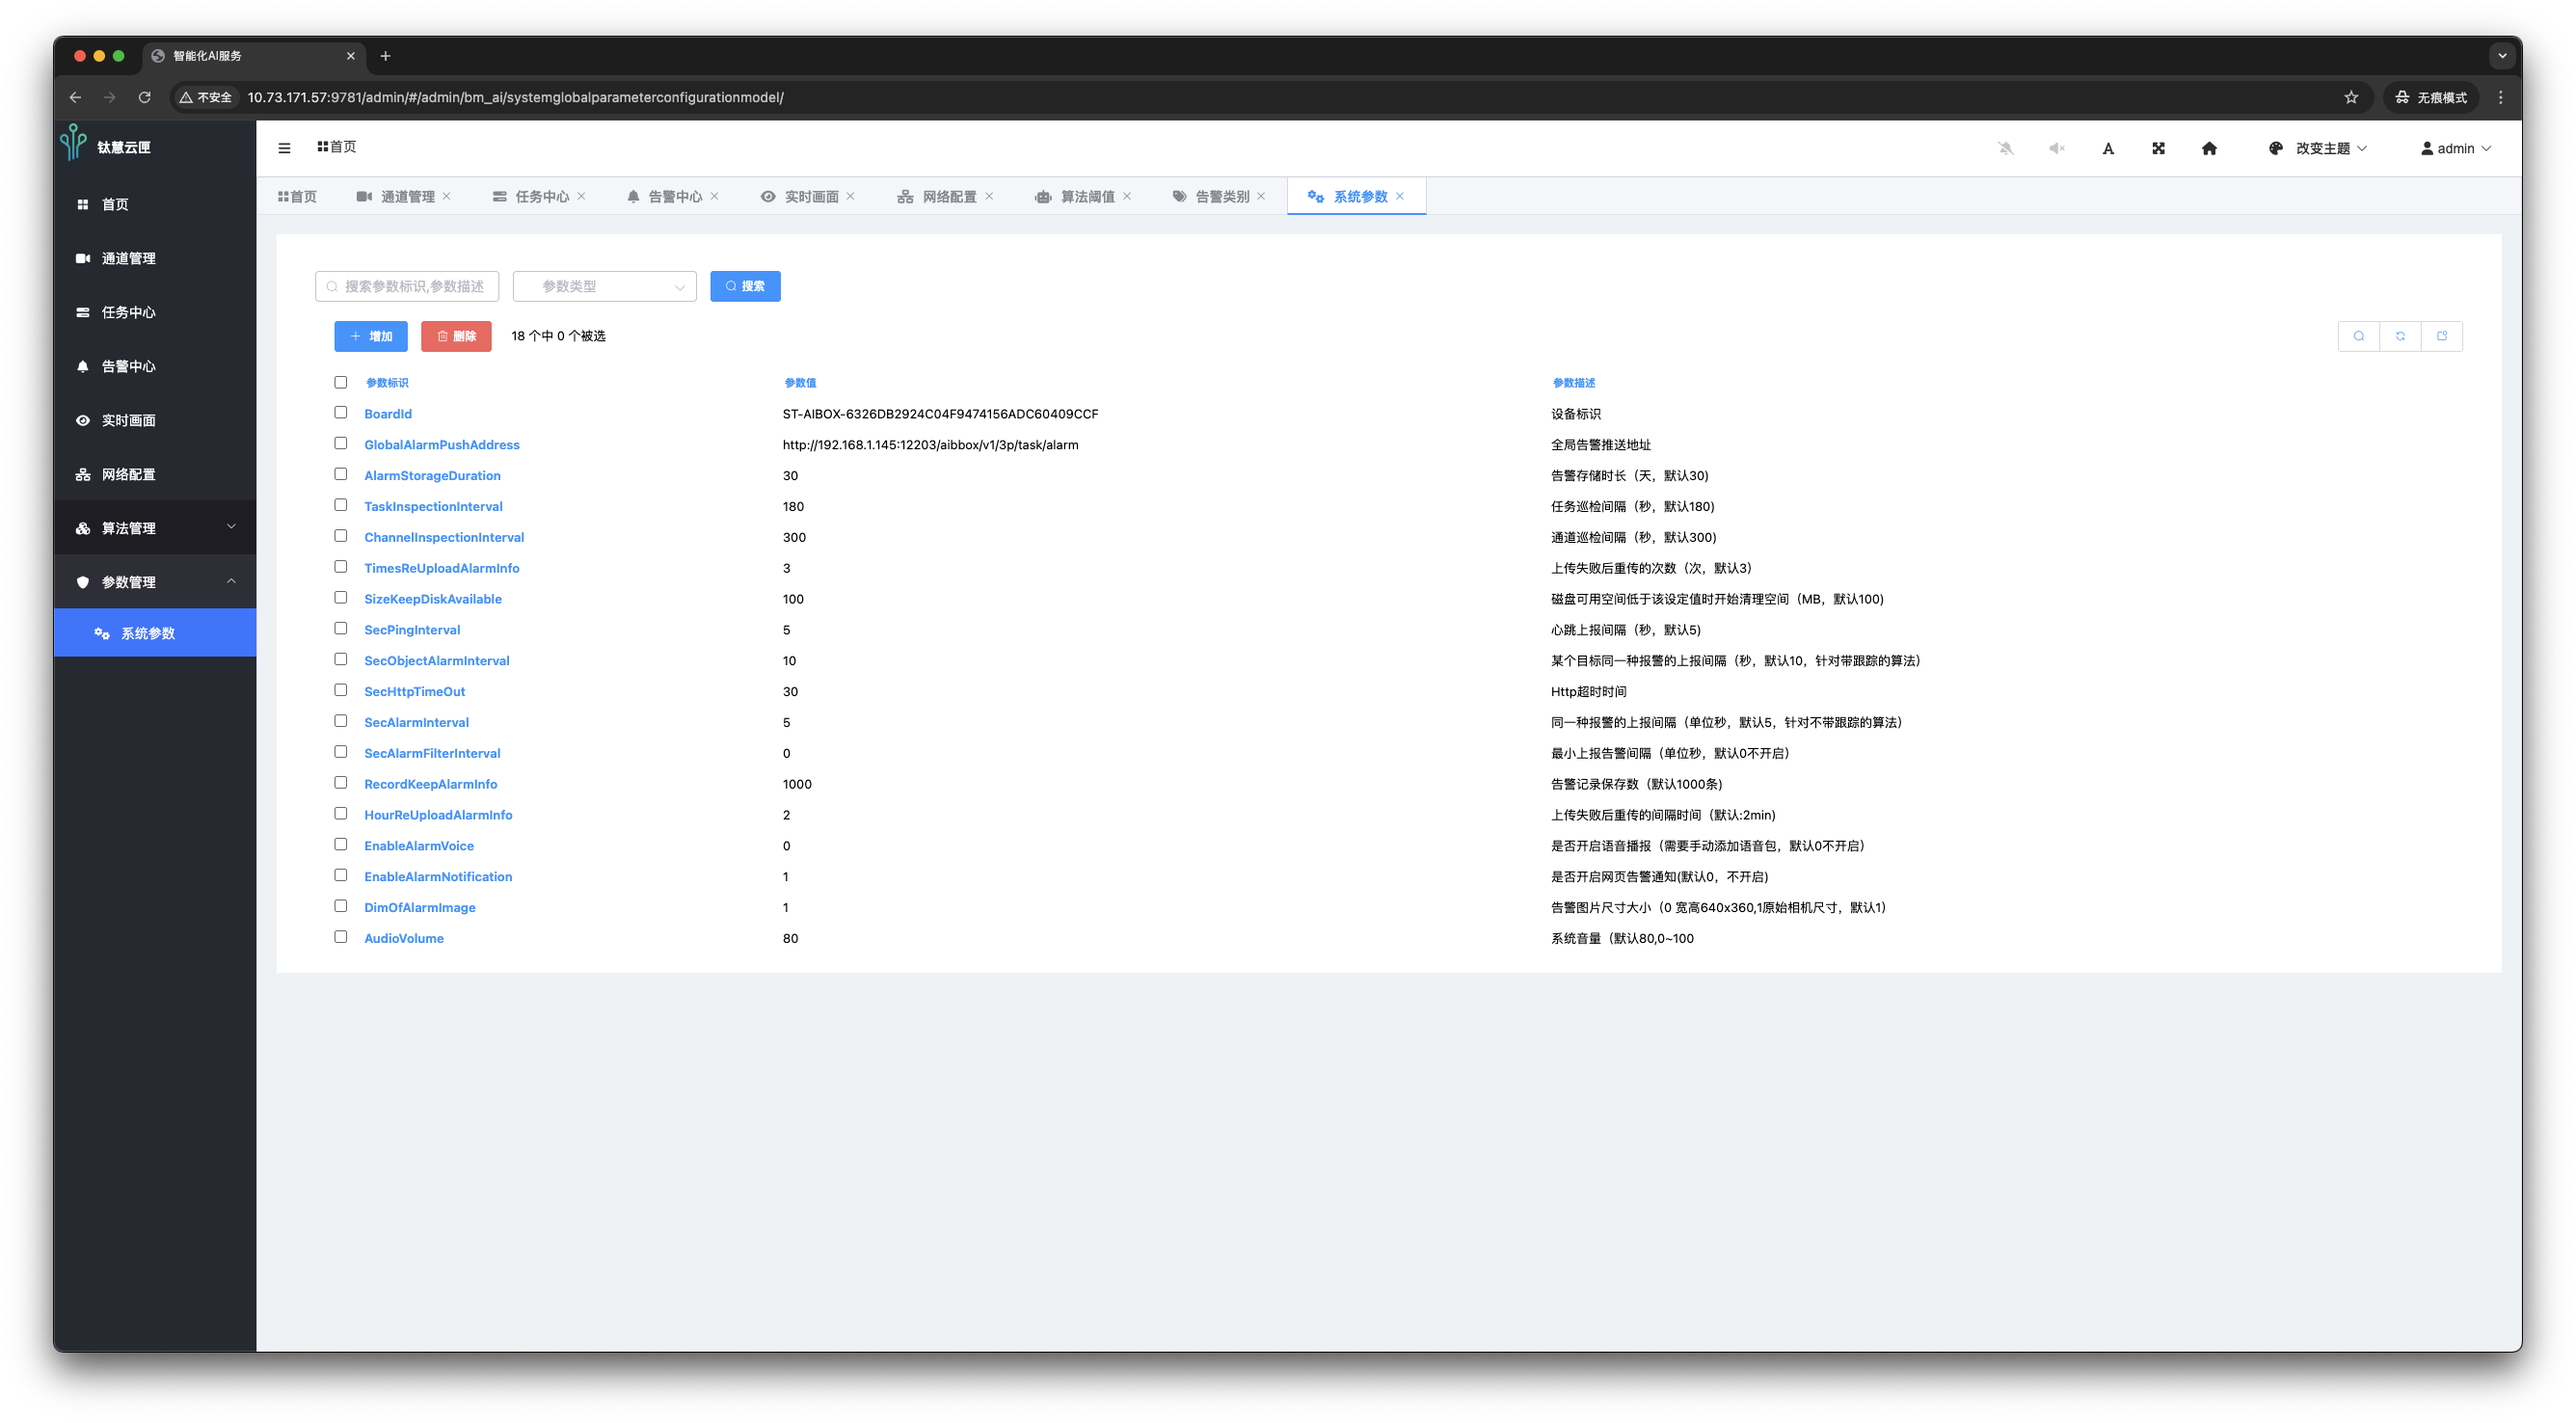 智能化AI服务
不安全 10.73.171.57:9781/admin/#/admin/bm_ai/systemglobalparameterconfigurationmodel/ 无痕模式
钛慧云匣
首页
通道管理
任务中心
告警中心
实时画面
网络配置
算法管理
参数管理
系统参数
首页 A 改变主题 admin
首页 通道管理 任务中心 告警中心 实时画面 网络配置 算法阈值 告警类别 系统参数
搜索参数标识,参数描述 参数类型 搜索
增加 删除 18 个中 0 个被选
参数标识 参数值 参数描述
BoardId ST-AIBOX-6326DB2924C04F9474156ADC60409CCF 设备标识
GlobalAlarmPushAddress http://192.168.1.145:12203/aibbox/v1/3p/task/alarm 全局告警推送地址
AlarmStorageDuration 30 告警存储时长（天，默认30)
TaskInspectionInterval 180 任务巡检间隔（秒，默认180)
ChannelInspectionInterval 300 通道巡检间隔（秒，默认300)
TimesReUploadAlarmInfo 3 上传失败后重传的次数（次，默认3）
SizeKeepDiskAvailable 100 磁盘可用空间低于该设定值时开始清理空间（MB，默认100)
SecPingInterval 5 心跳上报间隔（秒，默认5)
SecObjectAlarmInterval 10 某个目标同一种报警的上报间隔（秒，默认10，针对带跟踪的算法）
SecHttpTimeOut 30 Http超时时间
SecAlarmInterval 5 同一种报警的上报间隔（单位秒，默认5，针对不带跟踪的算法）
SecAlarmFilterInterval 0 最小上报告警间隔（单位秒，默认0不开启）
RecordKeepAlarmInfo 1000 告警记录保存数（默认1000条)
HourReUploadAlarmInfo 2 上传失败后重传的间隔时间（默认:2min)
EnableAlarmVoice 0 是否开启语音播报（需要手动添加语音包，默认0不开启）
EnableAlarmNotification 1 是否开启网页告警通知(默认0，不开启)
DimOfAlarmImage 1 告警图片尺寸大小（0 宽高640x360,1原始相机尺寸，默认1）
AudioVolume 80 系统音量（默认80,0~100